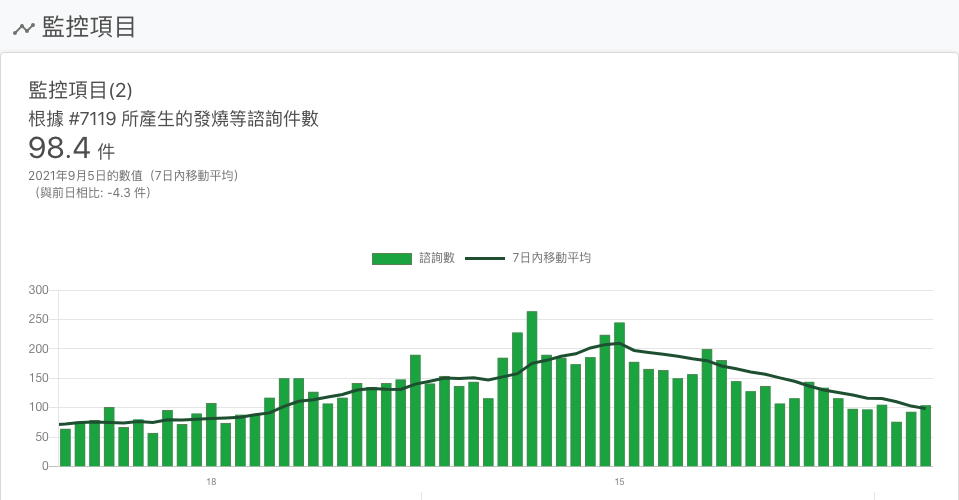 監控項目
監控項目(2)
根據 #7119 所產生的發燒等諮詢件數
98.4 件
2021年9月5日的數值（7日內移動平均）
（與前日相比: -4.3 件）
諮詢數 7日內移動平均
300
250
200
150
100
50
0
18 15